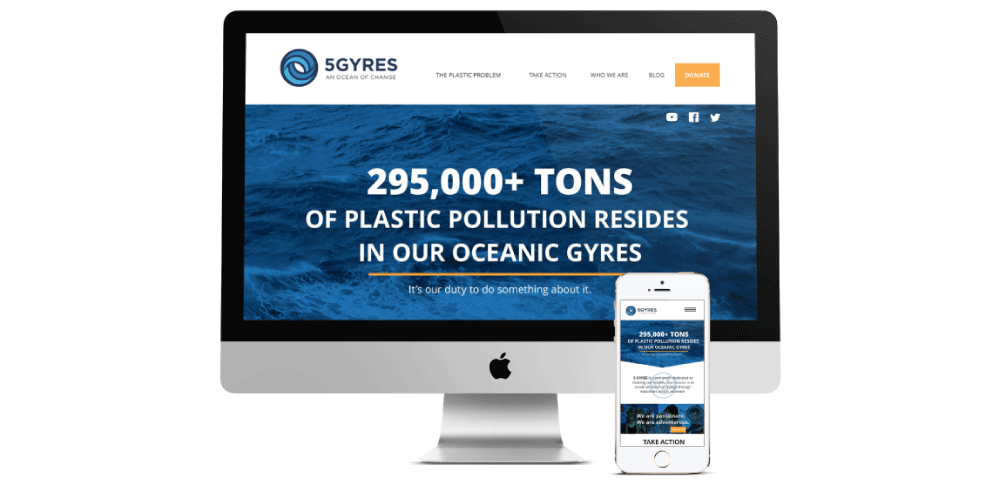 5GYRES
AN OCEAN OF CHANGE
THE PLASTIC PROBLEM
TAKE ACTION
WHO WE ARE
BLOG
DONATE
295,000+ TONS
OF PLASTIC POLLUTION RESIDES
IN OUR OCEANIC GYRES
It's our duty to do something about it.
5GYRES
295,000+ TONS
OF PLASTIC POLLUTION RESIDES
IN OUR OCEANIC GYRES
We are passionate.
We are adventurous.
TAKE ACTION